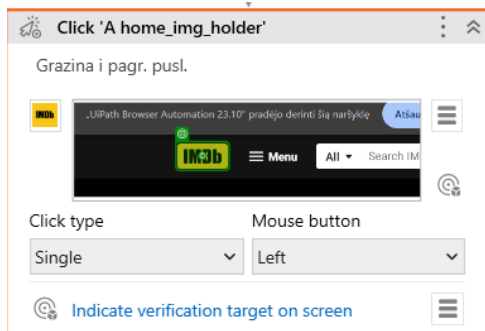 Click 'A home_img_holder'
Grazina i pagr. pusl.
IMDb
„UiPath Browser Automation 23.10" pradėjo derinti šią naršyklę
Atšau
IMDb
Menu
All
Search IM
Click type
Mouse button
Single
Left
Indicate verification target on screen